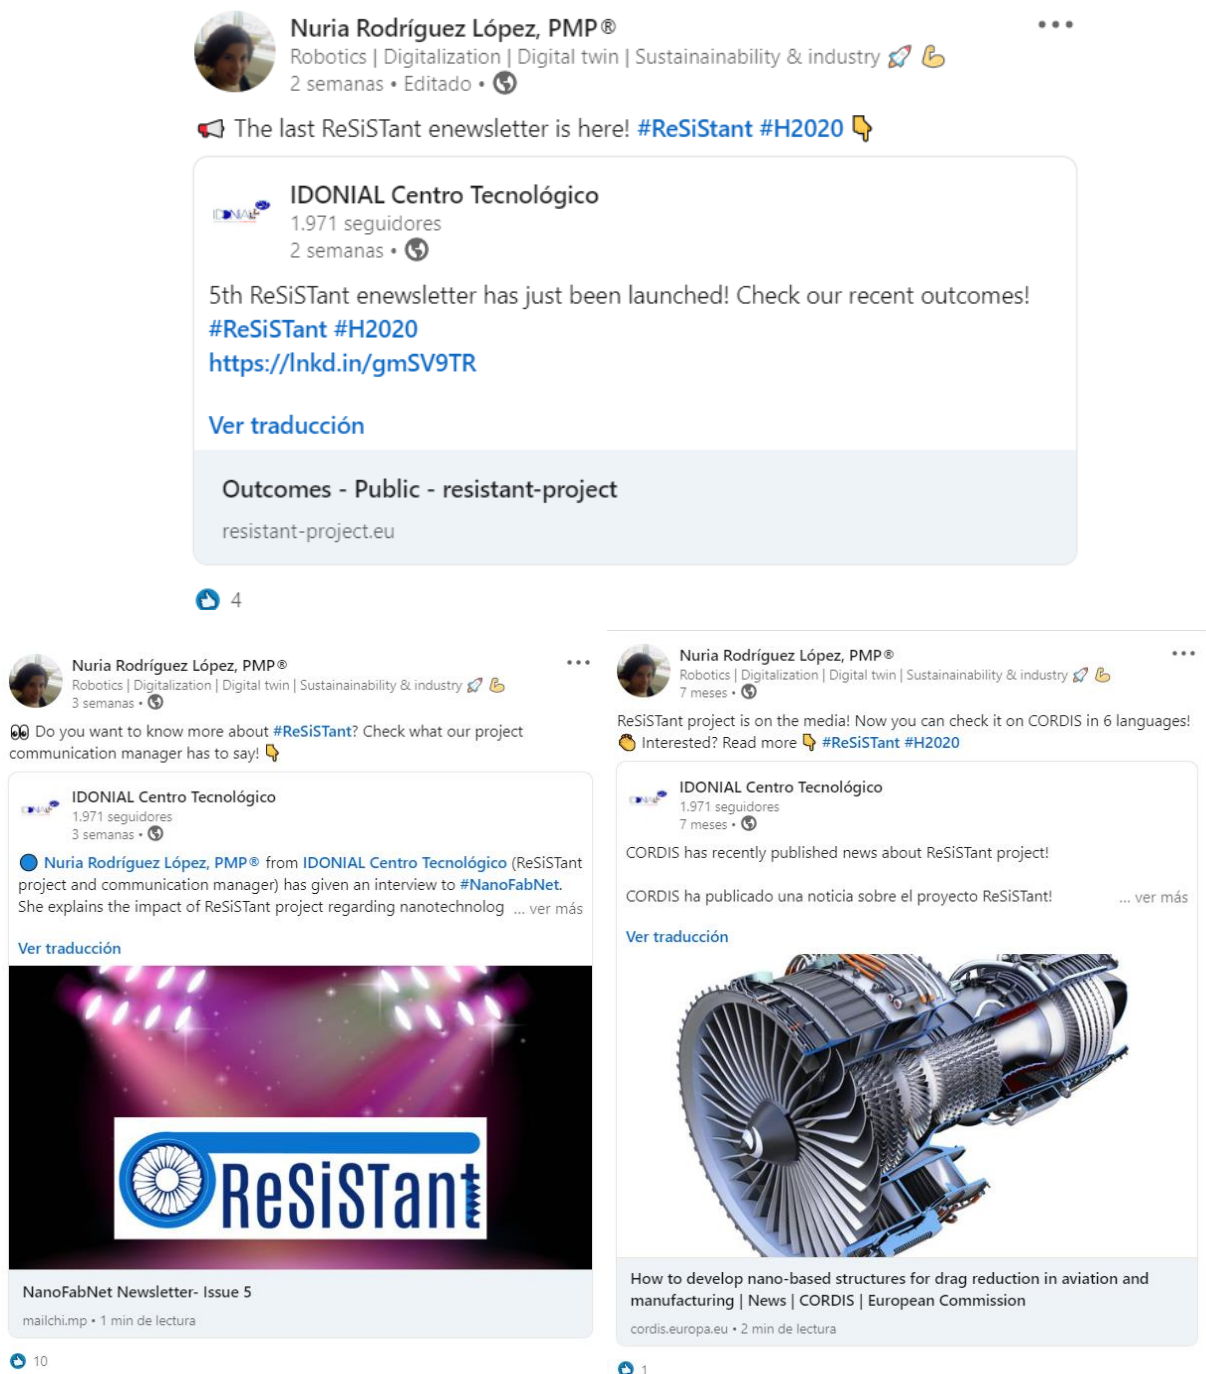 Nuria Rodríguez López, PMP®
Robotics | Digitalization | Digital twin | Sustainainability & industry 🚀 💪
2 semanas • Editado •
📢 The last ReSiSTant enewsletter is here! #ReSiStant #H2020 👇
IDONIAL
IDONIAL Centro Tecnológico
1.971 seguidores
2 semanas •
5th ReSiSTant enewsletter has just been launched! Check our recent outcomes!
#ReSiSTant #H2020
https://lnkd.in/gmSV9TR
Ver traducción
Outcomes - Public - resistant-project
resistant-project.eu
4
Nuria Rodríguez López, PMP®
Robotics | Digitalization | Digital twin | Sustainainability & industry 🚀 💪
3 semanas •
👀 Do you want to know more about #ReSiSTant? Check what our project
communication manager has to say! 👇
IDONIAL
IDONIAL Centro Tecnológico
1.971 seguidores
3 semanas •
🔵 Nuria Rodríguez López, PMP® from IDONIAL Centro Tecnológico (ReSiSTant
project and communication manager) has given an interview to #NanoFabNet.
She explains the impact of ReSiSTant project regarding nanotechnolog ... ver más
Ver traducción
ReSiSTant
NanoFabNet Newsletter- Issue 5
mailchi.mp • 1 min de lectura
10
Nuria Rodríguez López, PMP®
Robotics | Digitalization | Digital twin | Sustainainability & industry 🚀 💪
7 meses •
ReSiSTant project is on the media! Now you can check it on CORDIS in 6 languages!
👏 Interested? Read more 👇 #ReSiSTant #H2020
IDONIAL
IDONIAL Centro Tecnológico
1.971 seguidores
7 meses •
CORDIS has recently published news about ReSiSTant project!
CORDIS ha publicado una noticia sobre el proyecto ReSiSTant! ... ver más
Ver traducción
How to develop nano-based structures for drag reduction in aviation and
manufacturing | News | CORDIS | European Commission
cordis.europa.eu • 2 min de lectura
1